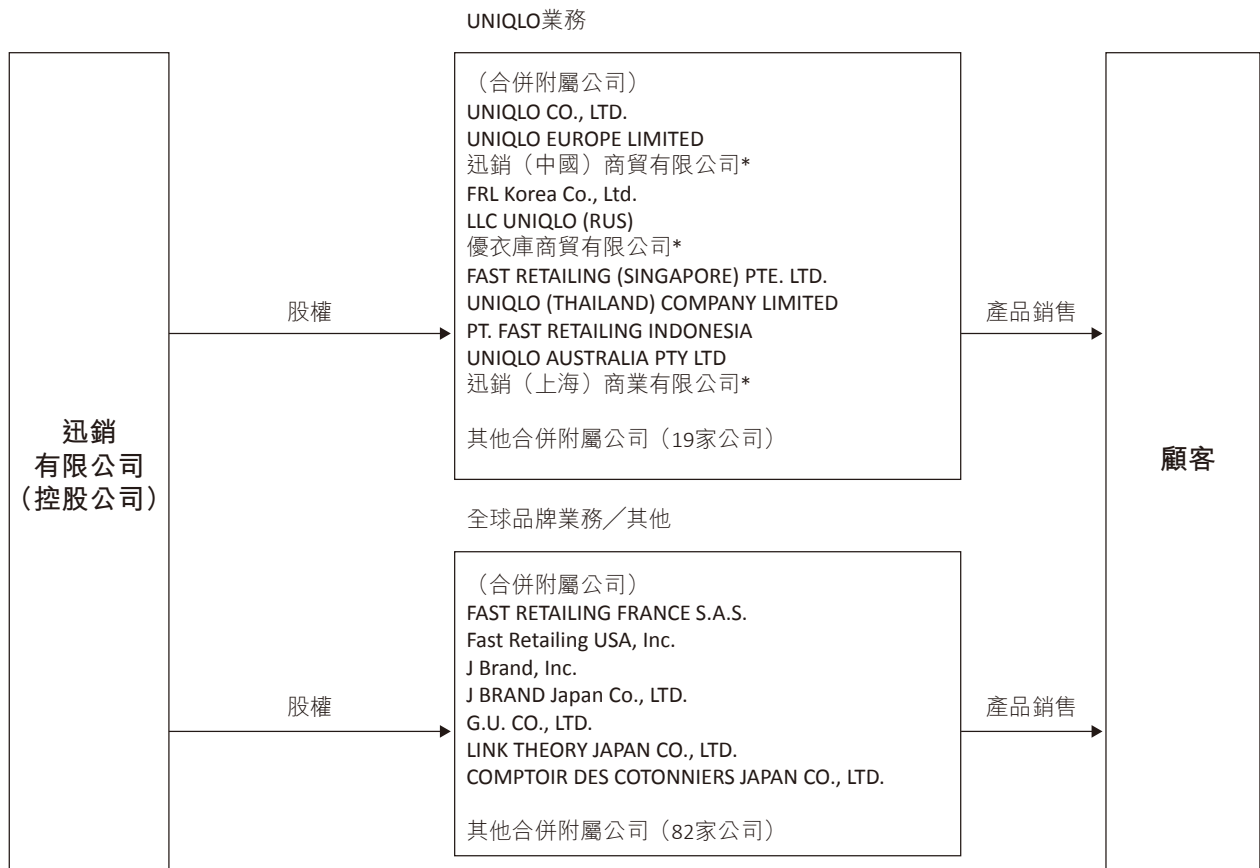 UNIQLO業務
（合併附屬公司）
UNIQLO CO., LTD.
UNIQLO EUROPE LIMITED
迅銷（中國）商貿有限公司*
FRL Korea Co., Ltd.
LLC UNIQLO (RUS)
優衣庫商貿有限公司*
FAST RETAILING (SINGAPORE) PTE. LTD.
UNIQLO (THAILAND) COMPANY LIMITED
PT. FAST RETAILING INDONESIA
UNIQLO AUSTRALIA PTY LTD
迅銷（上海）商業有限公司*
其他合併附屬公司（19家公司）
股權
產品銷售
迅銷
有限公司
（控股公司）
顧客
全球品牌業務／其他
（合併附屬公司）
FAST RETAILING FRANCE S.A.S.
Fast Retailing USA, Inc.
J Brand, Inc.
J BRAND Japan Co., LTD.
G.U. CO., LTD.
LINK THEORY JAPAN CO., LTD.
COMPTOIR DES COTONNIERS JAPAN CO., LTD.
其他合併附屬公司（82家公司）
股權
產品銷售